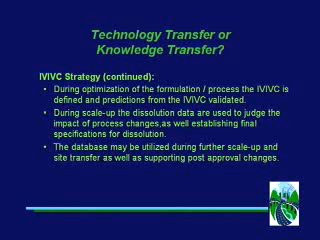 Technology Transfer or
Knowledge Transfer?
IVIVC Strategy (continued):
• During optimization of the formulation / process the IVIVC is
defined and predictions from the IVIVC validated.
• During scale-up the dissolution data are used to judge the
impact of process changes,as well establishing final
specifications for dissolution.
• The database may be utilized during further scale-up and
site transfer as well as supporting post approval changes.